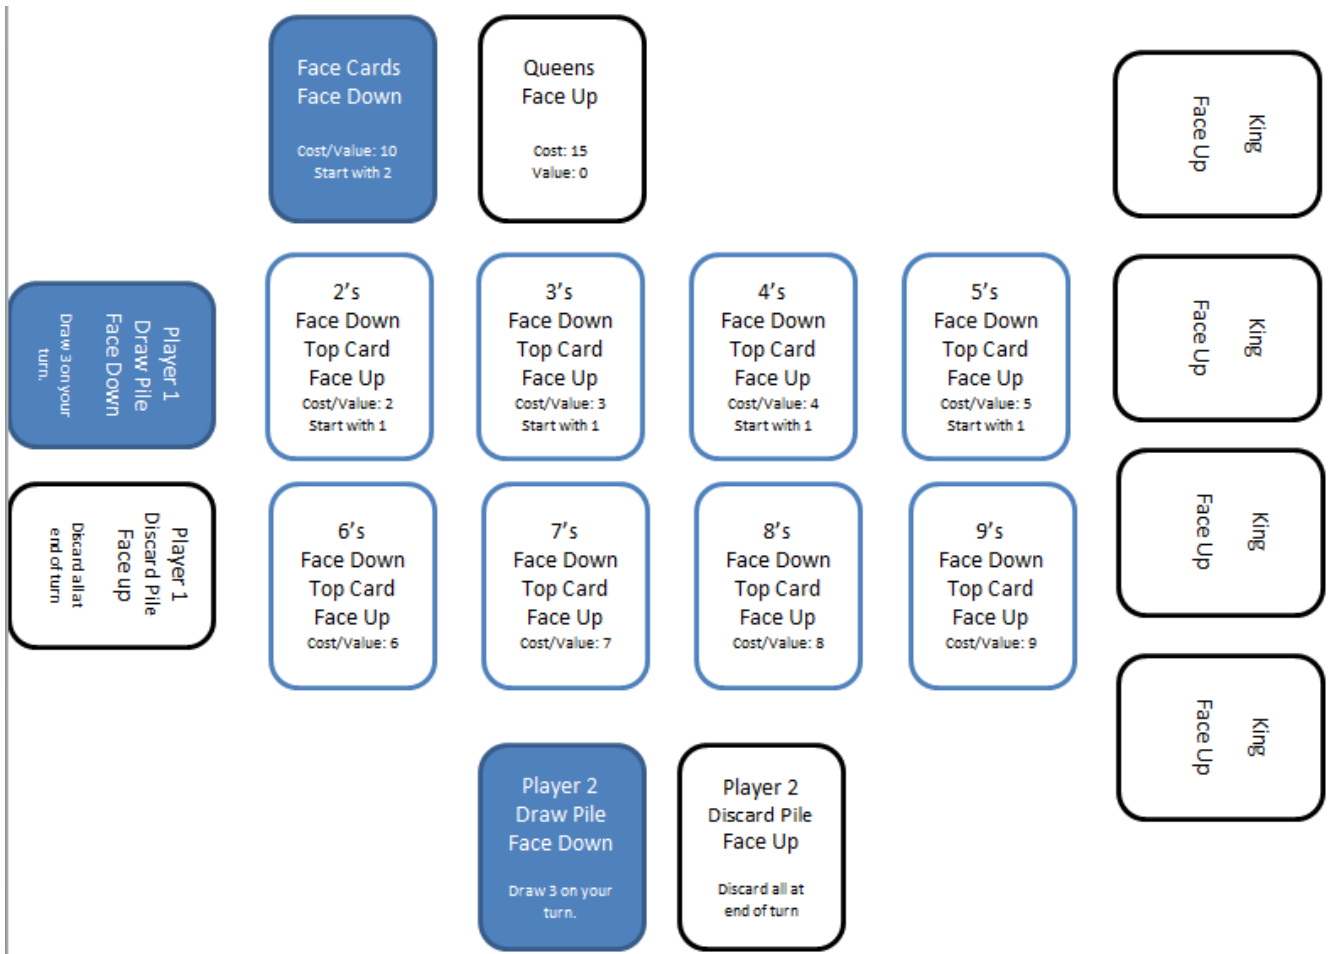 Face Cards
Face Down
Cost/Value: 10
Start with 2
Queens
Face Up
Cost: 15
Value: 0
King
Face Up
Player 1
Draw Pile
Face Down
Draw 3 on your
turn.
2's
Face Down
Top Card
Face Up
Cost/Value: 2
Start with 1
3's
Face Down
Top Card
Face Up
Cost/Value: 3
Start with 1
4's
Face Down
Top Card
Face Up
Cost/Value: 4
Start with 1
5's
Face Down
Top Card
Face Up
Cost/Value: 5
Start with 1
King
Face Up
Player 1
Discard Pile
Face up
Discard all at
end of turn
6's
Face Down
Top Card
Face Up
Cost/Value: 6
7's
Face Down
Top Card
Face Up
Cost/Value: 7
8's
Face Down
Top Card
Face Up
Cost/Value: 8
9's
Face Down
Top Card
Face Up
Cost/Value: 9
King
Face Up
King
Face Up
Player 2
Draw Pile
Face Down
Draw 3 on your
turn.
Player 2
Discard Pile
Face Up
Discard all at
end of turn